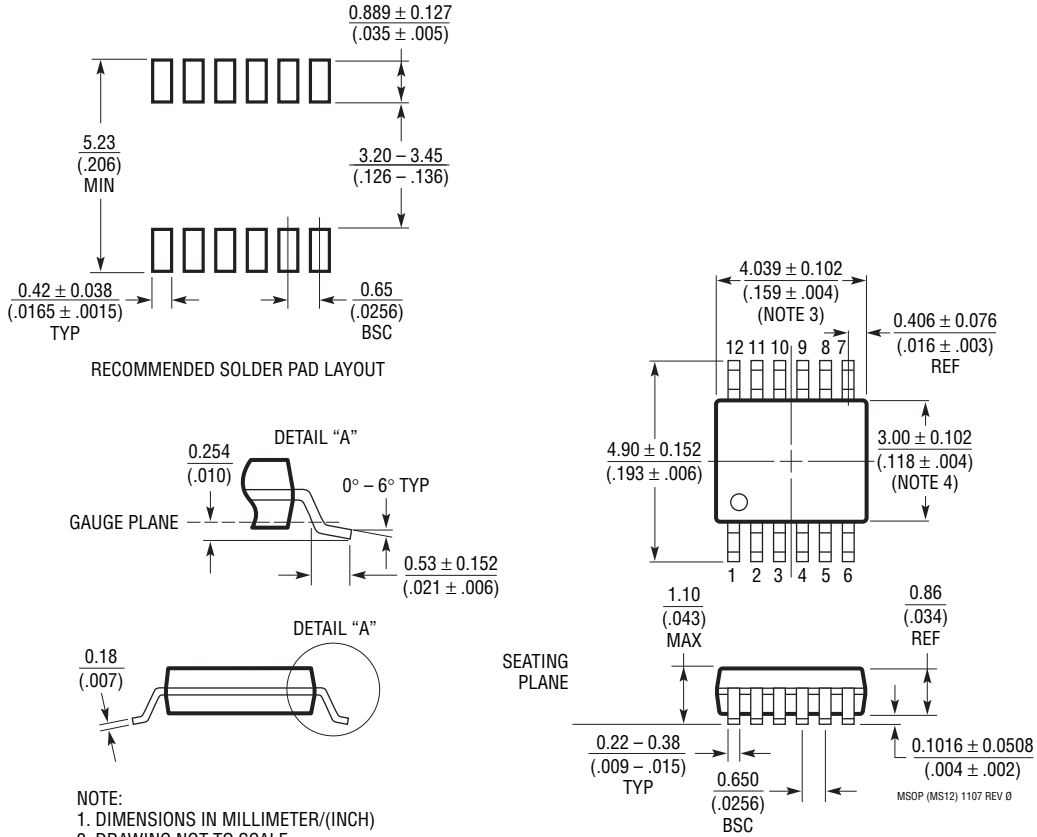 0.889 ± 0.127
(.035 ± .005)
5.23
(.206)
MIN
3.20 – 3.45
(.126 – .136)
0.42 ± 0.038
(.0165 ± .0015)
TYP
0.65
(.0256)
BSC
RECOMMENDED SOLDER PAD LAYOUT
4.039 ± 0.102
(.159 ± .004)
(NOTE 3)
0.406 ± 0.076
(.016 ± .003)
REF
12 11 10 9 8 7
4.90 ± 0.152
(.193 ± .006)
3.00 ± 0.102
(.118 ± .004)
(NOTE 4)
1 2 3 4 5 6
DETAIL “A”
0.254
(.010)
0° – 6° TYP
GAUGE PLANE
0.53 ± 0.152
(.021 ± .006)
DETAIL “A”
0.18
(.007)
SEATING
PLANE
1.10
(.043)
MAX
0.86
(.034)
REF
0.22 – 0.38
(.009 – .015)
TYP
0.650
(.0256)
BSC
0.1016 ± 0.0508
(.004 ± .002)
MSOP (MS12) 1107 REV Ø
NOTE:
1. DIMENSIONS IN MILLIMETER/(INCH)
2. DRAWING NOT TO SCALE